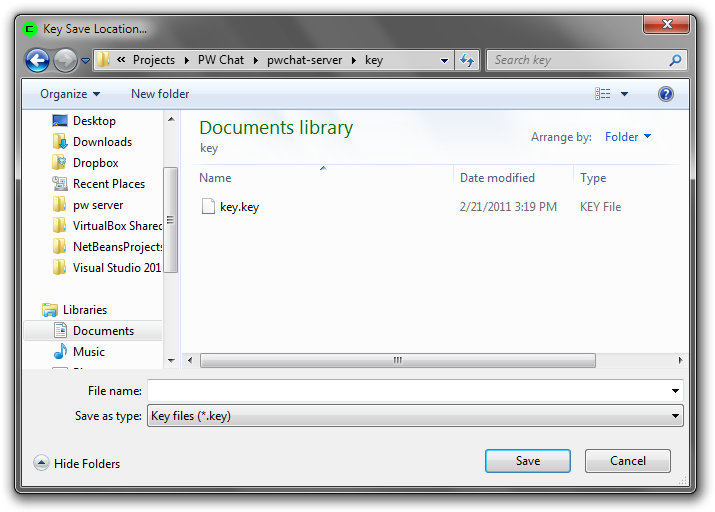 Key Save Location...
« Projects PW Chat pwchat-server key
Search key
Organize New folder
Desktop
Downloads
Dropbox
Recent Places
pw server
VirtualBox Shared
NetBeansProjects
Visual Studio 201
Libraries
Documents
Music
Documents library
key
Arrange by: Folder
Name Date modified Type
key.key 2/21/2011 3:19 PM KEY File
File name:
Save as type: Key files (*.key)
Hide Folders
Save Cancel